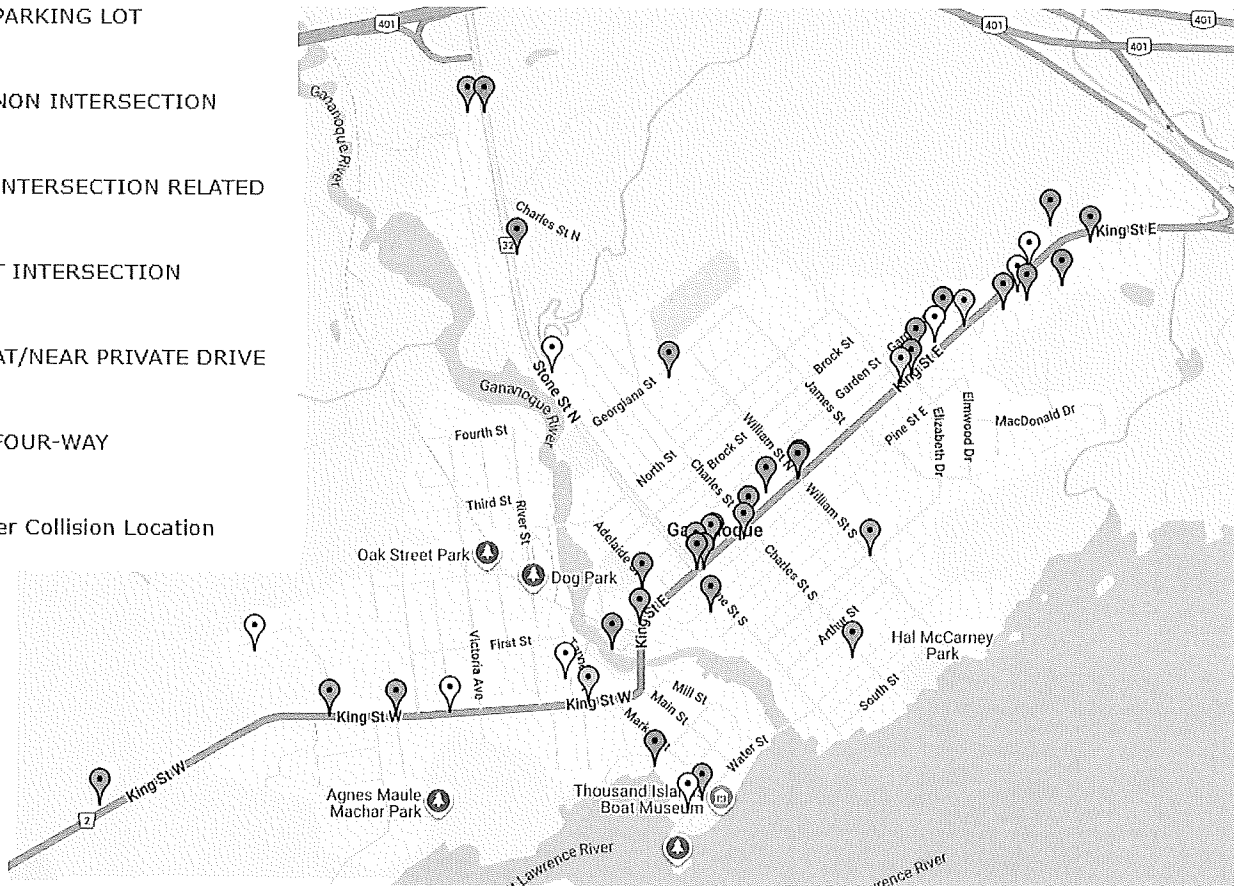 PARKING LOT
NON INTERSECTION
INTERSECTION RELATED
T INTERSECTION
AT/NEAR PRIVATE DRIVE
FOUR-WAY
er Collision Location
401
401
401
401
Gananoque River
Charles St N
32
King St E
Stone St N
Gananoque River
Georgiana St
Brock St
Garden St
James St
King St E
Pine St E
Elizabeth Dr
Elmwood Dr
MacDonald Dr
Fourth St
North St
Brock St
William St N
Charles St
William St S
Third St
River St
Adelaide
Oak Street Park
Dog Park
King St E
ne St S
Charles St S
Arthur St
Hal McCarney
Park
South St
First St
Victoria Ave
King St W
King St W
Mill St
Main St
Water St
King St W
2
Agnes Maule
Machar Park
Boat Museum
Lawrence River
rence River